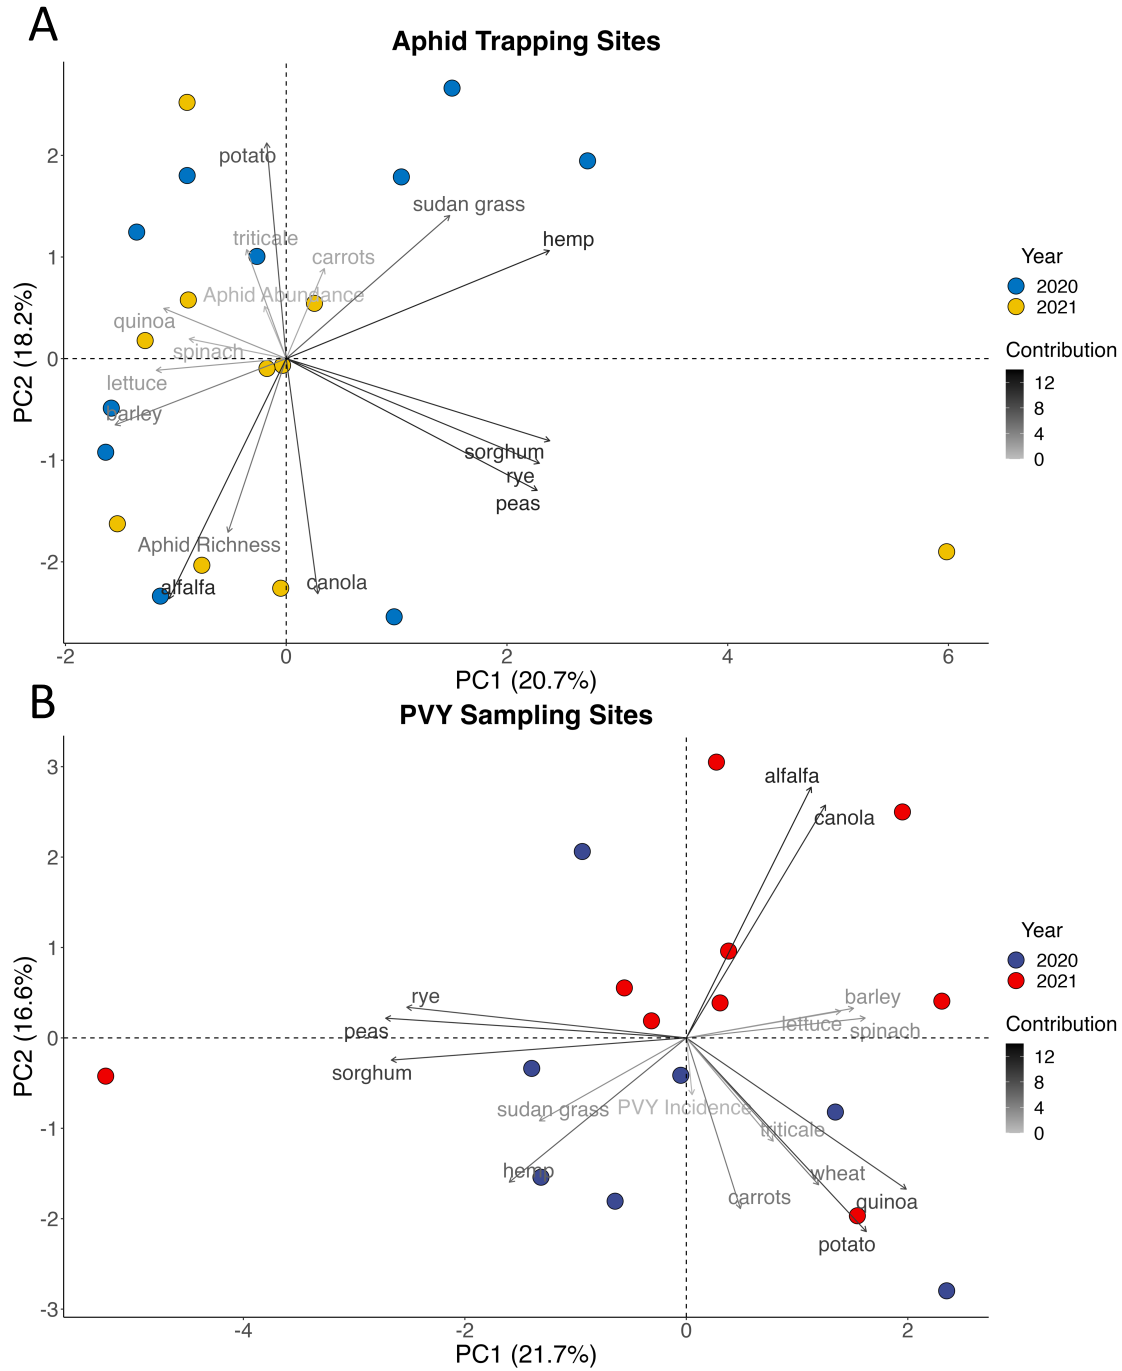 A
Aphid Trapping Sites
potato
sudan grass
hemp
triticale
carrots
Aphid Abundance
quinoa
spinach
lettuce
barley
sorghum
rye
peas
Aphid Richness
alfalfa
canola
2
1
0
-1
-2
PC2 (18.2%)
-2 0 2 4 6
PC1 (20.7%)
Year
2020
2021
Contribution
12
8
4
0
B
PVY Sampling Sites
alfalfa
canola
rye
barley
peas
lettuce
spinach
sorghum
sudan grass
PVY Incidence
triticale
hemp
wheat
carrots
quinoa
potato
3
2
1
0
-1
-2
-3
PC2 (16.6%)
-4 -2 0 2
PC1 (21.7%)
Year
2020
2021
Contribution
12
8
4
0